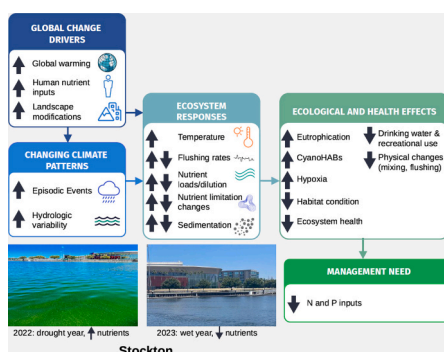 GLOBAL CHANGE
DRIVERS
Global warming
Human nutrient
inputs
Landscape
modifications
CHANGING CLIMATE
PATTERNS
Episodic Events
Hydrologic
variability
ECOSYSTEM
RESPONSES
Temperature
Flushing rates
Nutrient
loads/dilution
Nutrient limitation
changes
Sedimentation
ECOLOGICAL AND HEALTH EFFECTS
Eutrophication
CyanoHABs
Hypoxia
Habitat condition
Ecosystem health
Drinking water &
recreational use
Physical changes
(mixing, flushing)
MANAGEMENT NEED
N and P inputs
2022: drought year, nutrients
2023: wet year, nutrients
Stockton